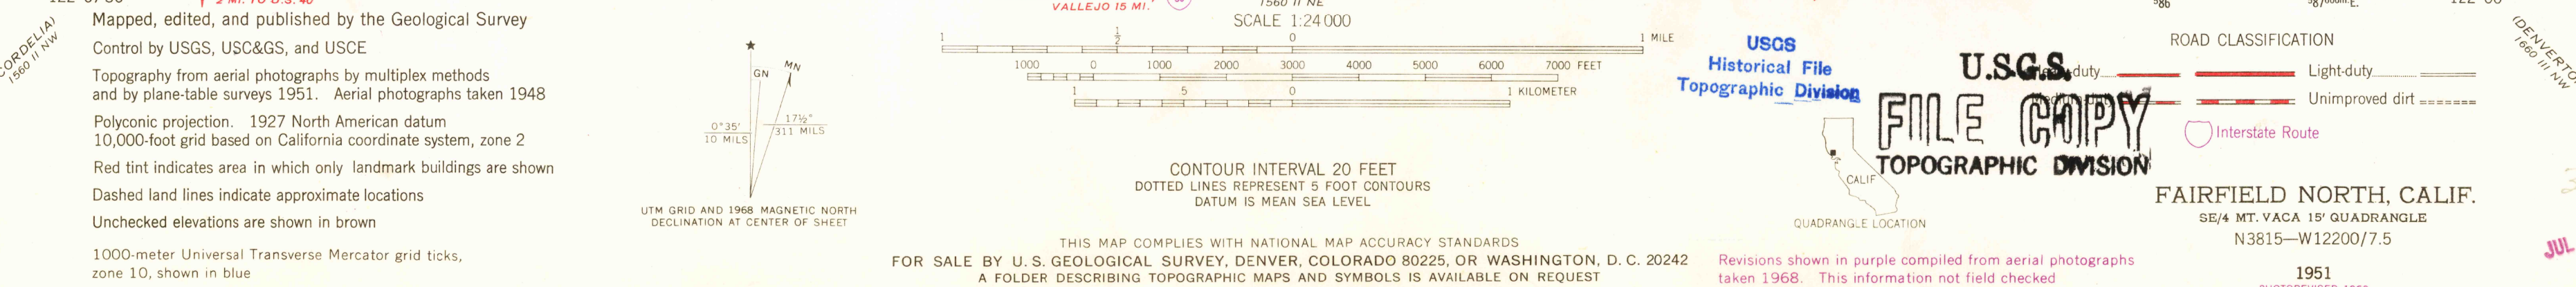 Mapped, edited, and published by the Geological Survey
Control by USGS, USC&GS, and USCE
Topography from aerial photographs by multiplex methods
and by plane-table surveys 1951. Aerial photographs taken 1948
Polyconic projection. 1927 North American datum
10,000-foot grid based on California coordinate system, zone 2
Red tint indicates area in which only landmark buildings are shown
Dashed land lines indicate approximate locations
Unchecked elevations are shown in brown
1000-meter Universal Transverse Mercator grid ticks,
zone 10, shown in blue
CORDELIA)
1560 II NW
GN
MN
0°35'
10 MILS
17½°
311 MILS
UTM GRID AND 1968 MAGNETIC NORTH
DECLINATION AT CENTER OF SHEET
VALLEJO 15 MI.
1560 II NE
SCALE 1:24 000
1 ½ 0 1 MILE
1000 0 1000 2000 3000 4000 5000 6000 7000 FEET
1 .5 0 1 KILOMETER
CONTOUR INTERVAL 20 FEET
DOTTED LINES REPRESENT 5 FOOT CONTOURS
DATUM IS MEAN SEA LEVEL
THIS MAP COMPLIES WITH NATIONAL MAP ACCURACY STANDARDS
FOR SALE BY U. S. GEOLOGICAL SURVEY, DENVER, COLORADO 80225, OR WASHINGTON, D. C. 20242
A FOLDER DESCRIBING TOPOGRAPHIC MAPS AND SYMBOLS IS AVAILABLE ON REQUEST
USGS
Historical File
Topographic Division
U.S.G.S.
FILE COPY
TOPOGRAPHIC DIVISION
CALIF
QUADRANGLE LOCATION
Revisions shown in purple compiled from aerial photographs
taken 1968. This information not field checked
ROAD CLASSIFICATION
Heavy-duty Light-duty
Medium-duty Unimproved dirt
Interstate Route
(DENVERTO
1660 III NW
FAIRFIELD NORTH, CALIF.
SE/4 MT. VACA 15' QUADRANGLE
N3815—W12200/7.5
1951
JUL